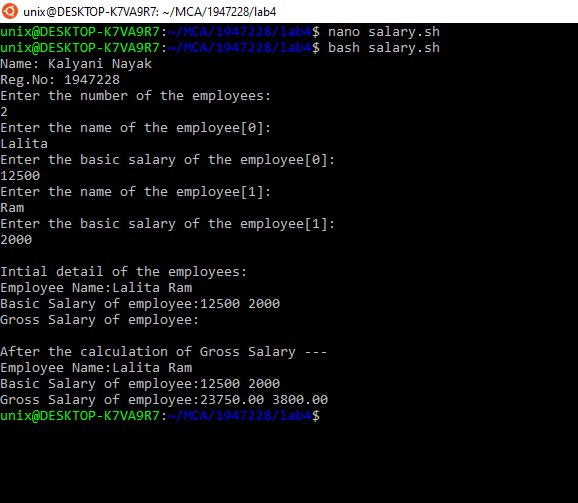 unix@DESKTOP-K7VA9R7: ~/MCA/1947228/lab4
unix@DESKTOP-K7VA9R7:~/MCA/1947228/lab4$ nano salary.sh
unix@DESKTOP-K7VA9R7:~/MCA/1947228/lab4$ bash salary.sh
Name: Kalyani Nayak
Reg.No: 1947228
Enter the number of the employees:
2
Enter the name of the employee[0]:
Lalita
Enter the basic salary of the employee[0]:
12500
Enter the name of the employee[1]:
Ram
Enter the basic salary of the employee[1]:
2000
Intial detail of the employees:
Employee Name:Lalita Ram
Basic Salary of employee:12500 2000
Gross Salary of employee:
After the calculation of Gross Salary ---
Employee Name:Lalita Ram
Basic Salary of employee:12500 2000
Gross Salary of employee:23750.00 3800.00
unix@DESKTOP-K7VA9R7:~/MCA/1947228/lab4$